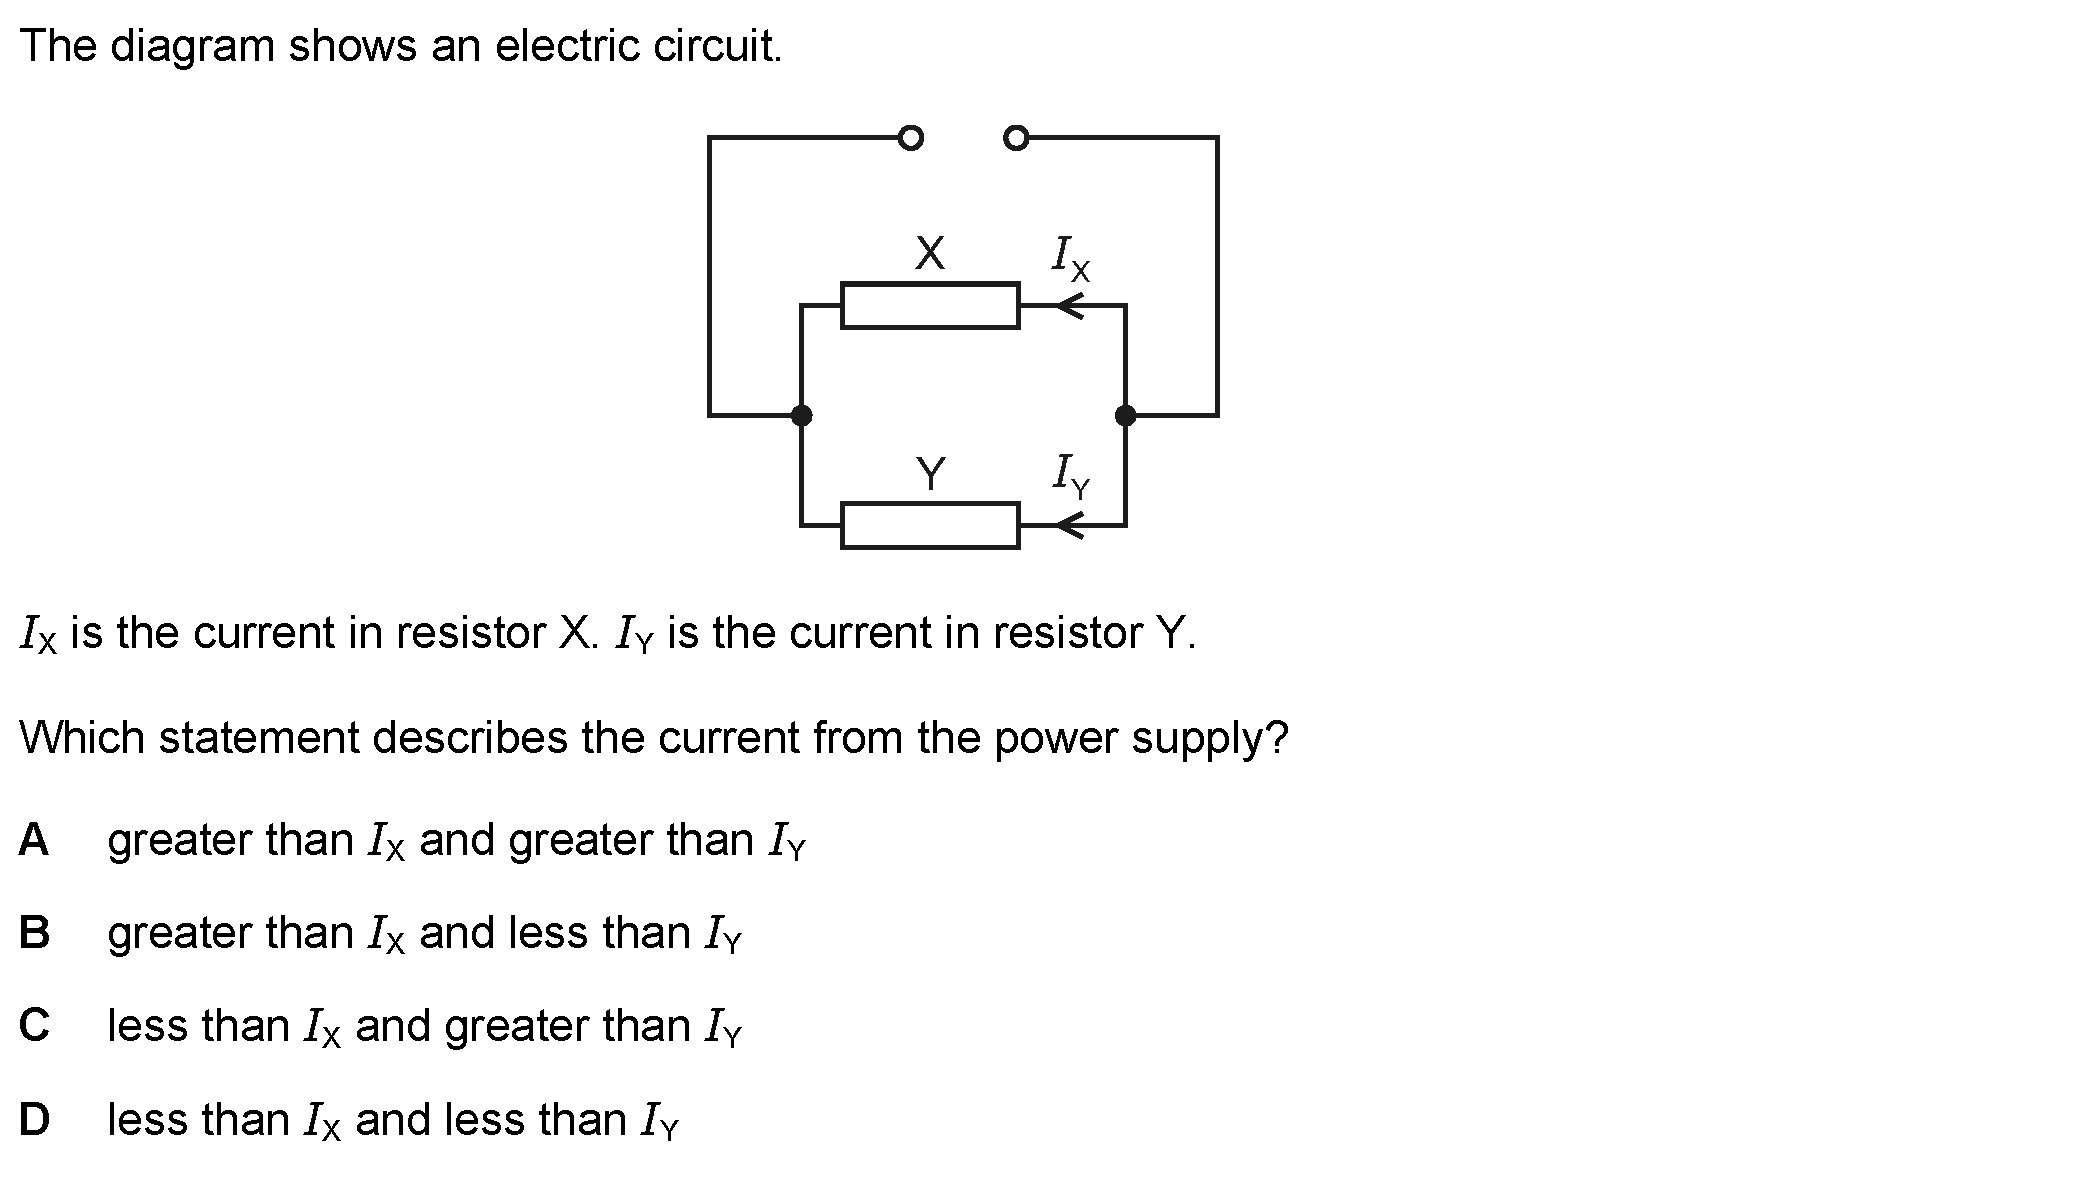 The diagram shows an electric circuit.
X I_X
Y I_Y
I_X is the current in resistor X. I_Y is the current in resistor Y.
Which statement describes the current from the power supply?
A greater than I_X and greater than I_Y
B greater than I_X and less than I_Y
C less than I_X and greater than I_Y
D less than I_X and less than I_Y